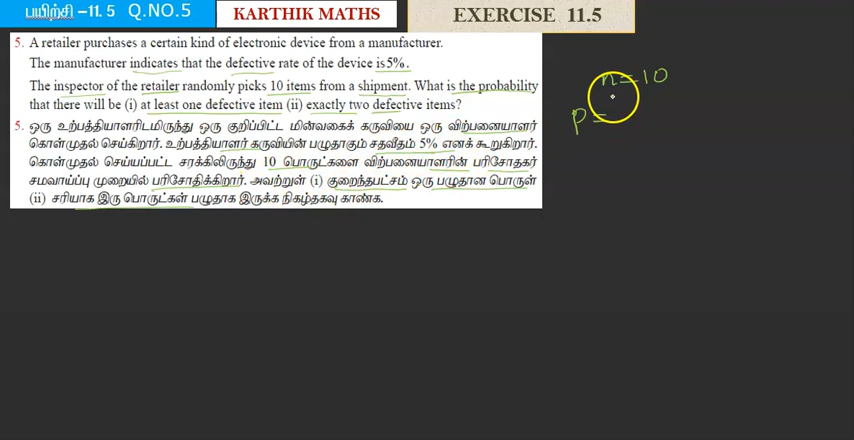 பயிற்சி -11.5 Q.NO.5
KARTHIK MATHS
EXERCISE 11.5
5. A retailer purchases a certain kind of electronic device from a manufacturer.
The manufacturer indicates that the defective rate of the device is 5%.
The inspector of the retailer randomly picks 10 items from a shipment. What is the probability
that there will be (i) at least one defective item (ii) exactly two defective items?
5. ஒரு உற்பத்தியாளரிடமிருந்து ஒரு குறிப்பிட்ட மின்வகைக் கருவியை ஒரு விற்பனையாளர்
கொள்முதல் செய்கிறார். உற்பத்தியாளர் கருவியின் பழுதாகும் சதவீதம் 5% எனக் கூறுகிறார்.
கொள்முதல் செய்யப்பட்ட சரக்கிலிருந்து 10 பொருட்களை விற்பனையாளரின் பரிசோதகர்
சமவாய்ப்பு முறையில் பரிசோதிக்கிறார். அவற்றுள் (i) குறைந்தபட்சம் ஒரு பழுதான பொருள்
(ii) சரியாக இரு பொருட்கள் பழுதாக இருக்க நிகழ்தகவு காண்க.
n = 10
p =